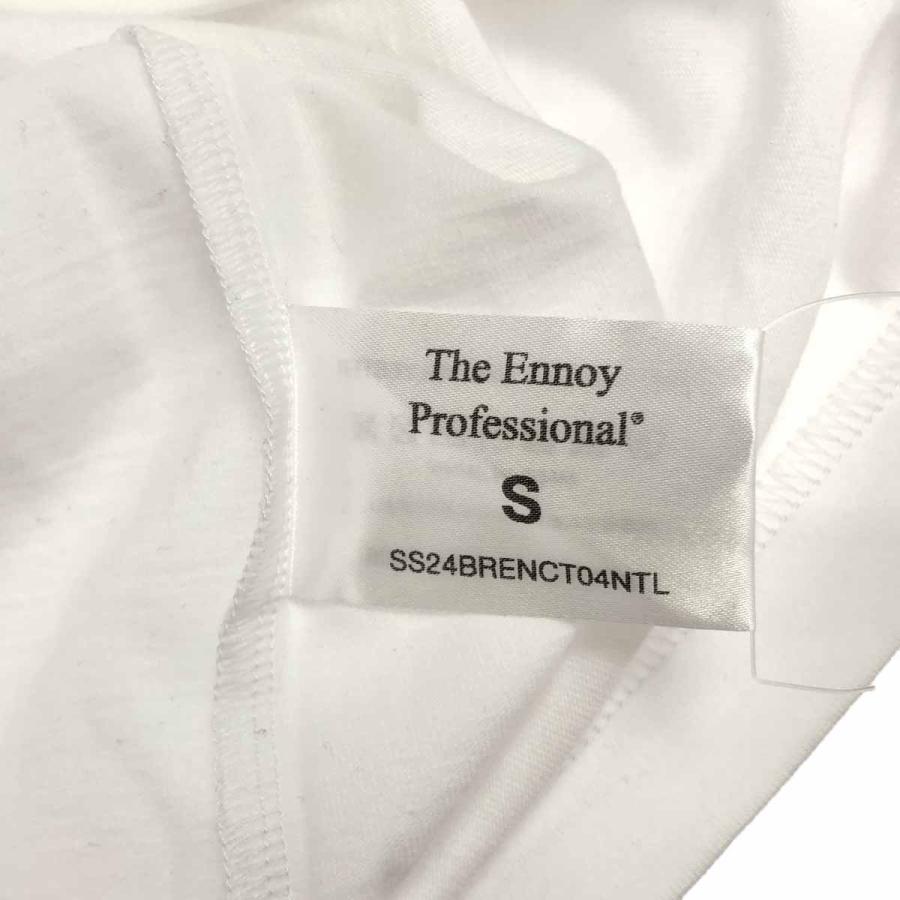 The Ennoy
Professional®
S
SS24BRENCT04NTL